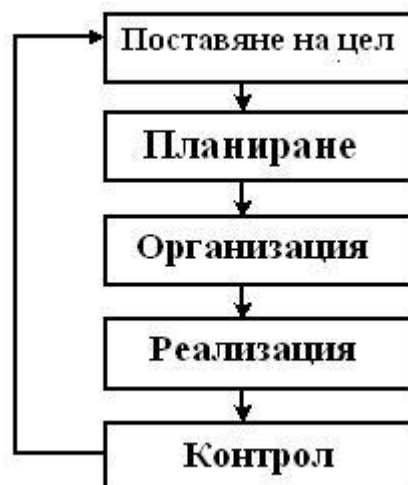 Поставяне на цел
Планиране
Организация
Реализация
Контрол